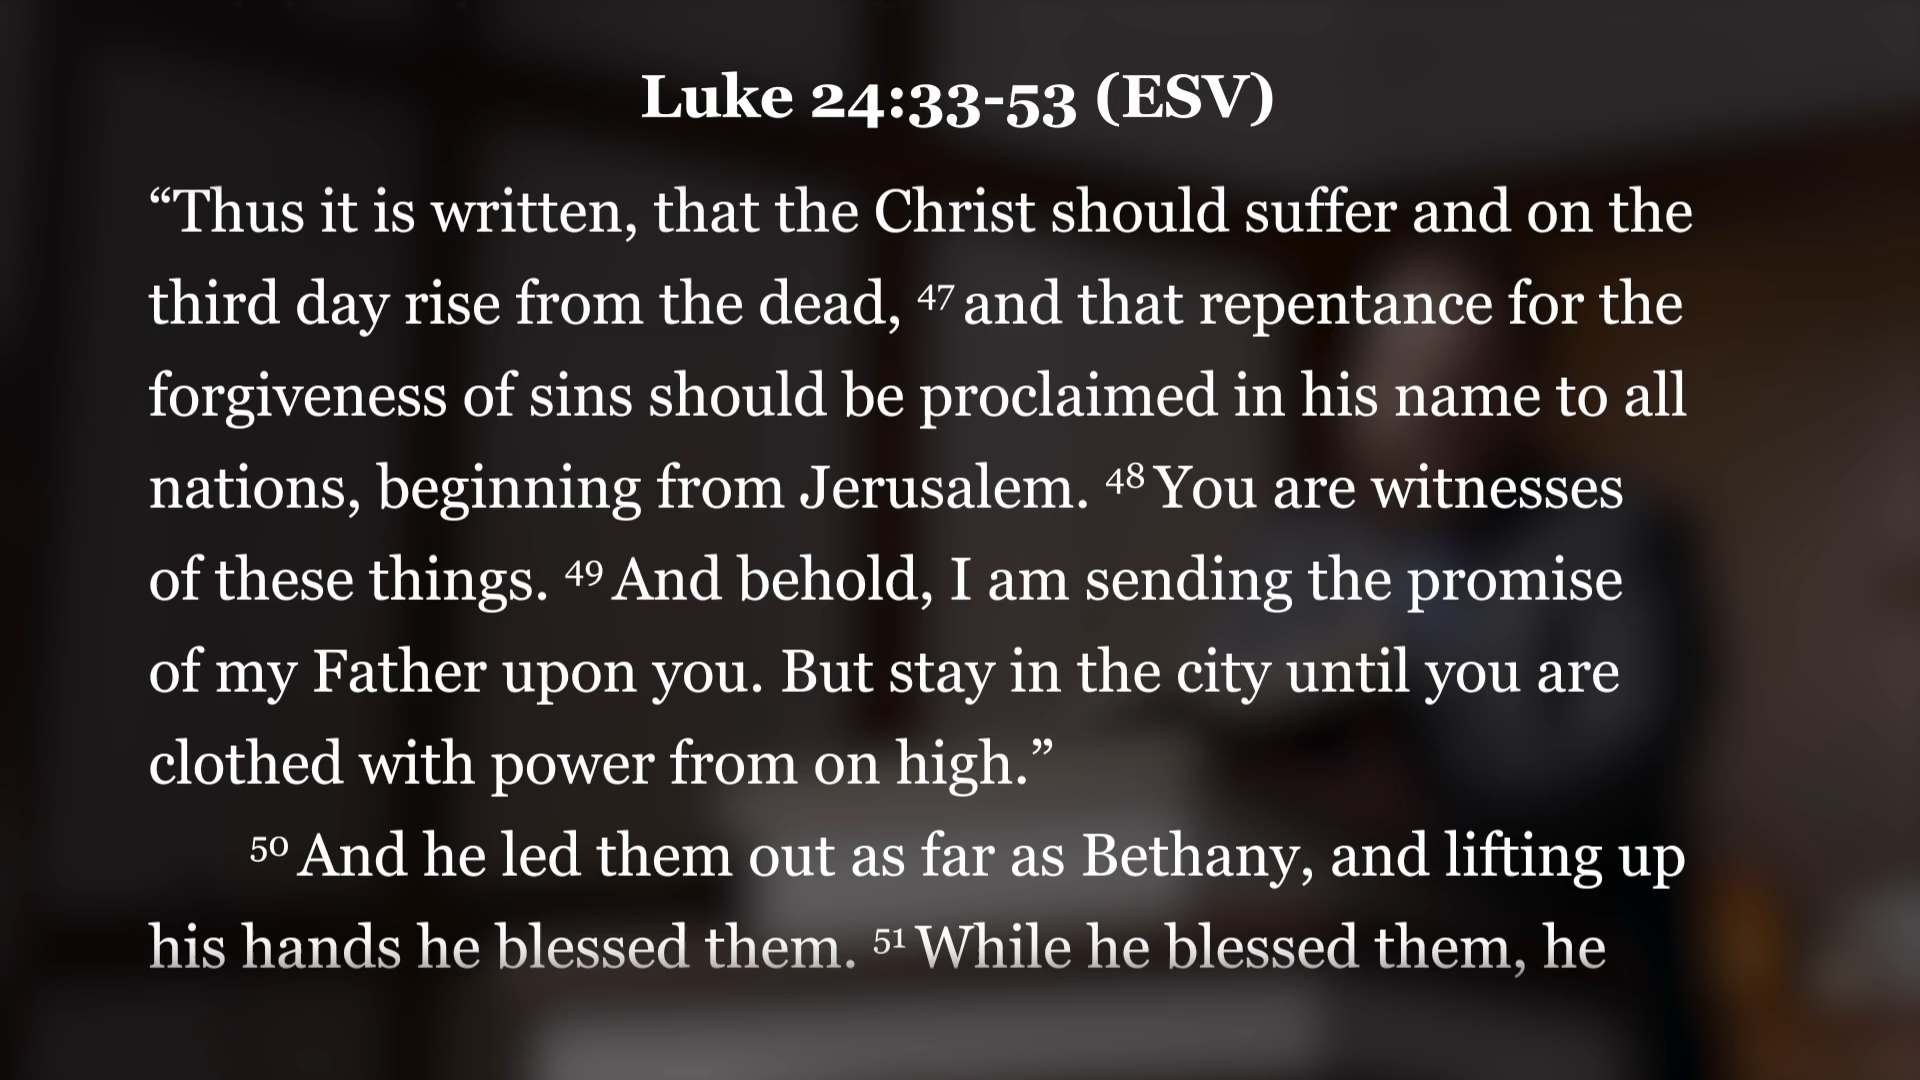 Luke 24:33-53 (ESV)
“Thus it is written, that the Christ should suffer and on the
third day rise from the dead, 47 and that repentance for the
forgiveness of sins should be proclaimed in his name to all
nations, beginning from Jerusalem. 48 You are witnesses
of these things. 49 And behold, I am sending the promise
of my Father upon you. But stay in the city until you are
clothed with power from on high.”
50 And he led them out as far as Bethany, and lifting up
his hands he blessed them. 51 While he blessed them, he